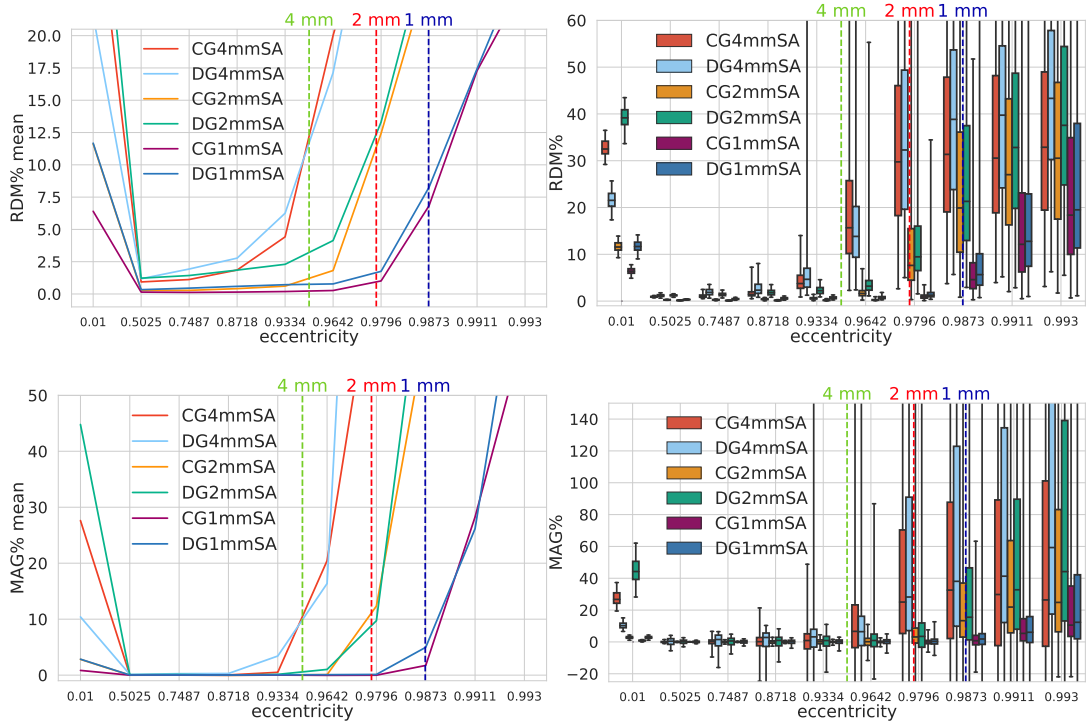 4 mm 2 mm 1 mm
20.0
17.5
15.0
12.5
10.0
7.5
5.0
2.5
0.0
RDM% mean
CG4mmSA
DG4mmSA
CG2mmSA
DG2mmSA
CG1mmSA
DG1mmSA
0.01 0.5025 0.7487 0.8718 0.9334 0.9642 0.9796 0.9873 0.9911 0.993
eccentricity
4 mm 2 mm 1 mm
60
50
40
30
20
10
0
RDM%
CG4mmSA
DG4mmSA
CG2mmSA
DG2mmSA
CG1mmSA
DG1mmSA
0.01 0.5025 0.7487 0.8718 0.9334 0.9642 0.9796 0.9873 0.9911 0.993
eccentricity
4 mm 2 mm 1 mm
50
40
30
20
10
0
MAG% mean
CG4mmSA
DG4mmSA
CG2mmSA
DG2mmSA
CG1mmSA
DG1mmSA
0.01 0.5025 0.7487 0.8718 0.9334 0.9642 0.9796 0.9873 0.9911 0.993
eccentricity
4 mm 2 mm 1 mm
140
120
100
80
60
40
20
0
−20
MAG%
CG4mmSA
DG4mmSA
CG2mmSA
DG2mmSA
CG1mmSA
DG1mmSA
0.01 0.5025 0.7487 0.8718 0.9334 0.9642 0.9796 0.9873 0.9911 0.993
eccentricity